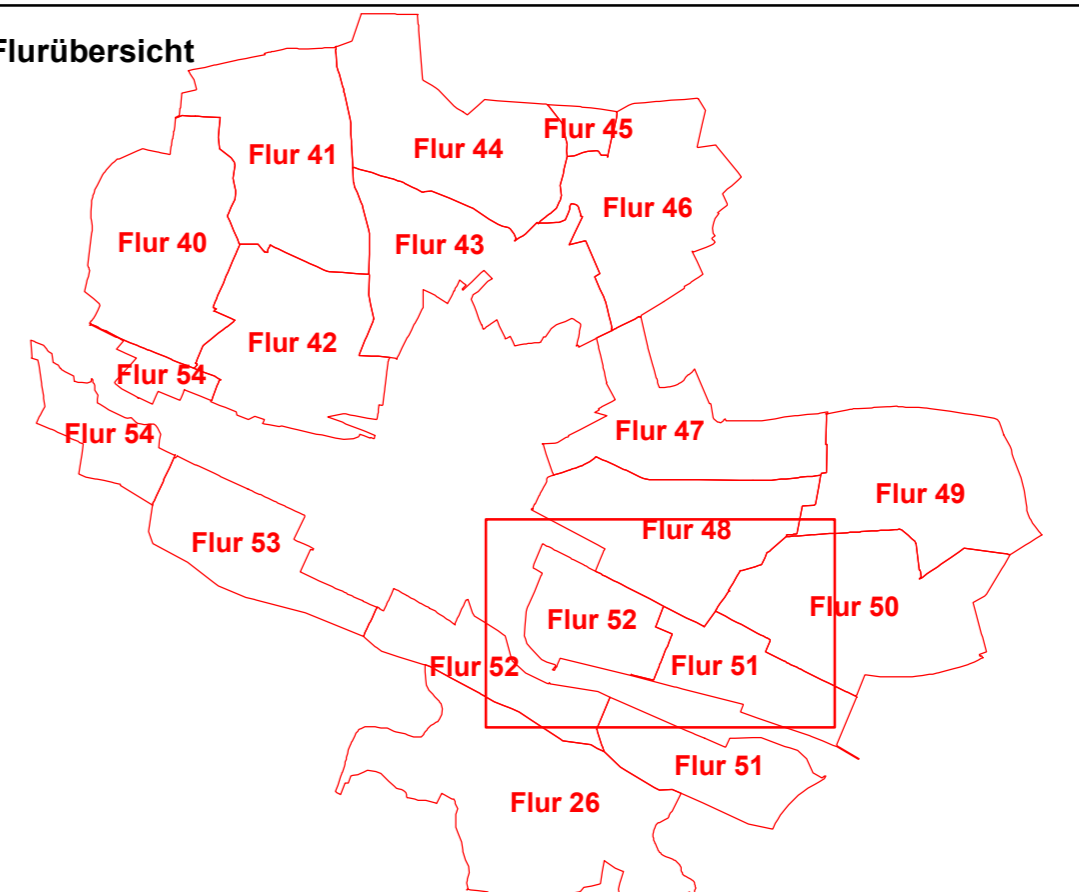 Flurübersicht
Flur 45
Flur 44
Flur 41
Flur 46
Flur 40
Flur 43
Flur 42
Flur 54
Flur 47
Flur 54
Flur 49
Flur 48
Flur 53
Flur 50
Flur 52
Flur 52
Flur 51
Flur 51
Flur 26